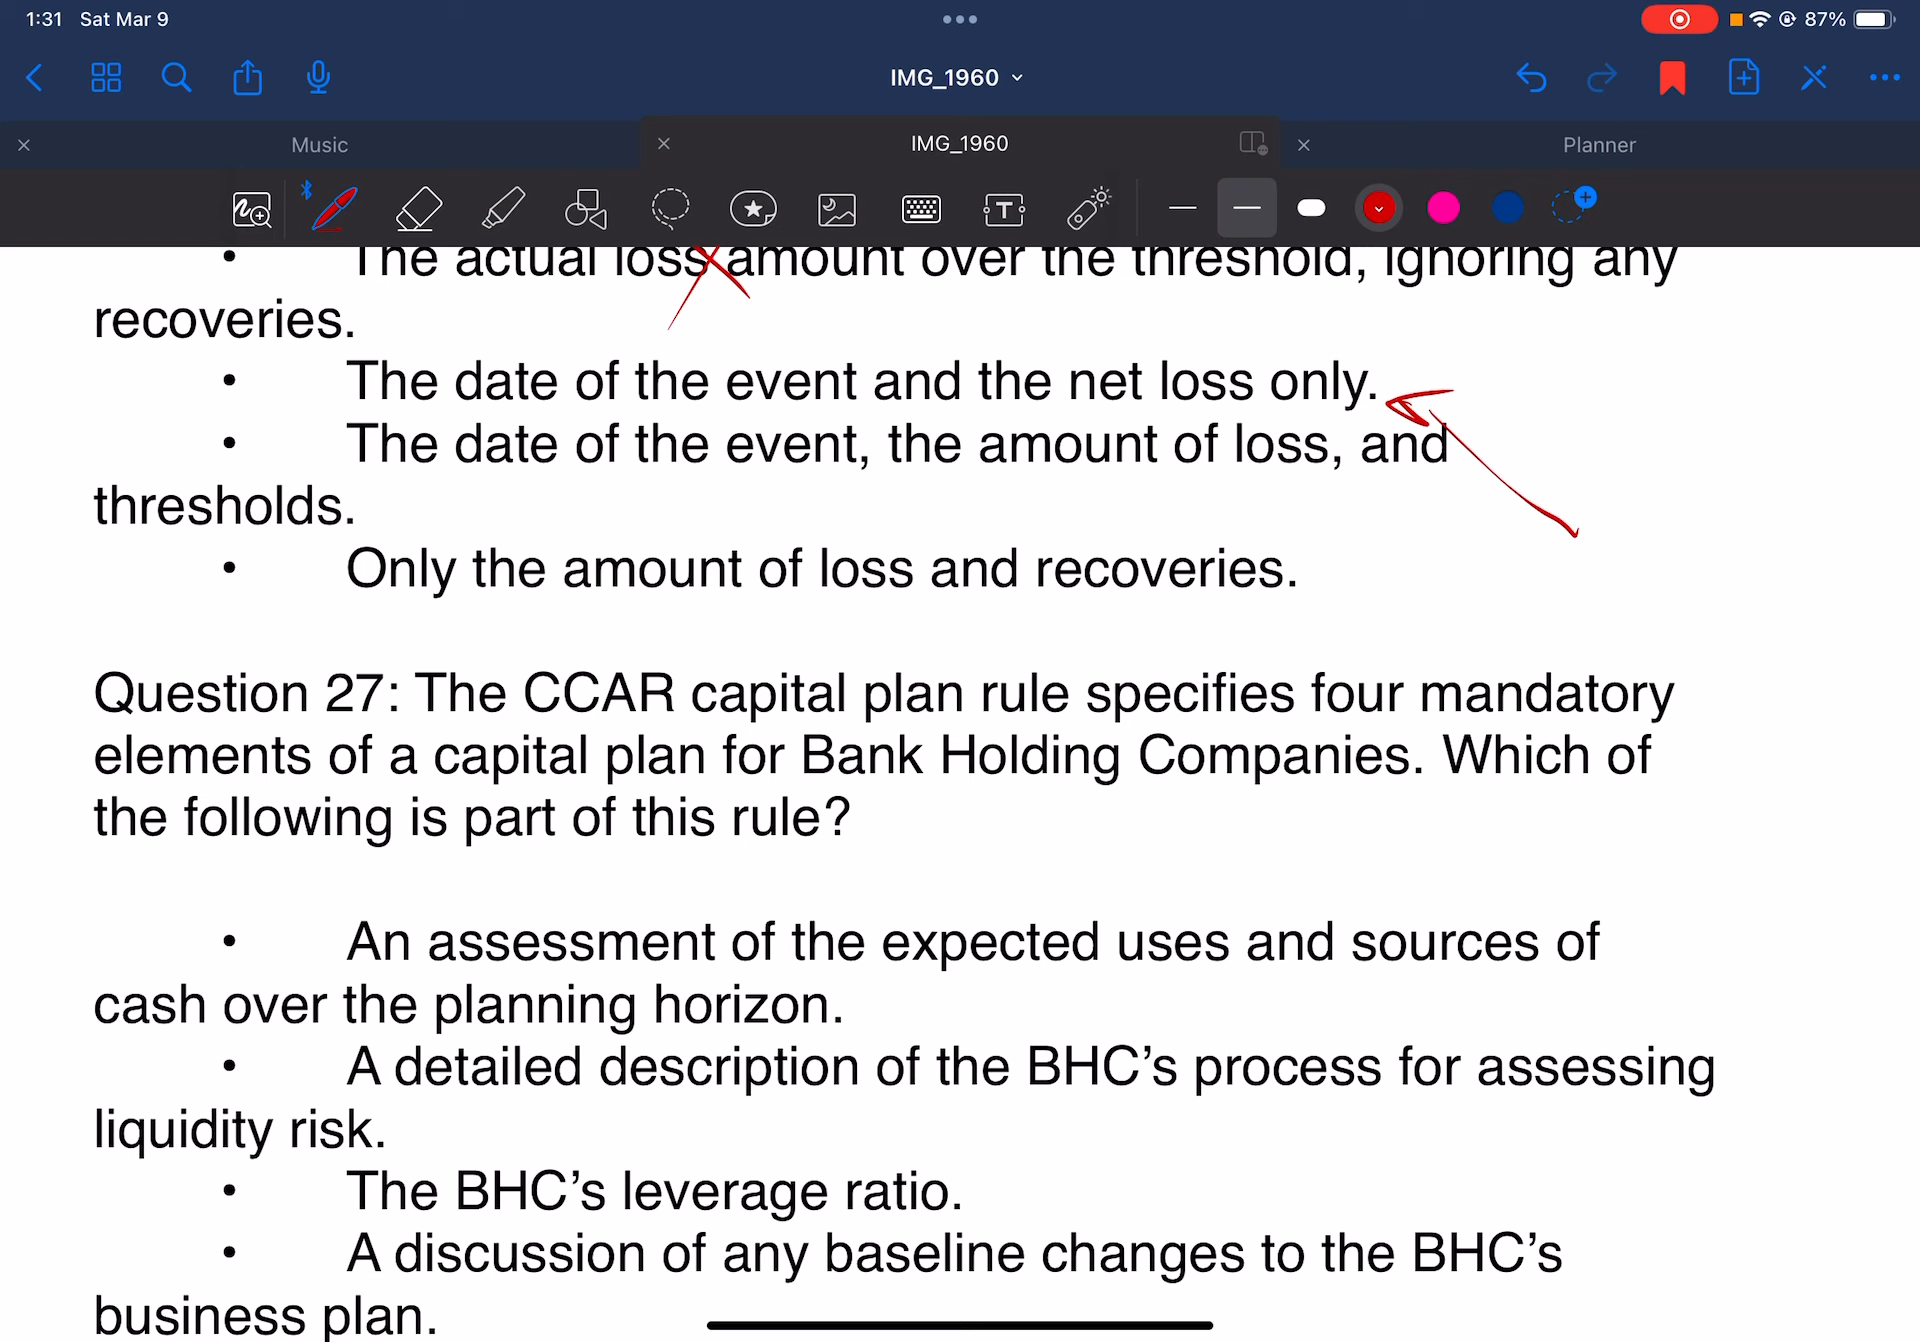 1:31 Sat Mar 9
87%
IMG_1960
Music
IMG_1960
Planner
The actual loss amount over the threshold, ignoring any
recoveries.
• The date of the event and the net loss only.
• The date of the event, the amount of loss, and
thresholds.
• Only the amount of loss and recoveries.
Question 27: The CCAR capital plan rule specifies four mandatory
elements of a capital plan for Bank Holding Companies. Which of
the following is part of this rule?
• An assessment of the expected uses and sources of
cash over the planning horizon.
• A detailed description of the BHC’s process for assessing
liquidity risk.
• The BHC’s leverage ratio.
• A discussion of any baseline changes to the BHC’s
business plan.